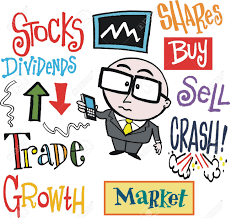 STOCKS
SHARES
DIVIDENDS
BUY
SELL
TRADE
CRASH!
GROWTH
MARKET